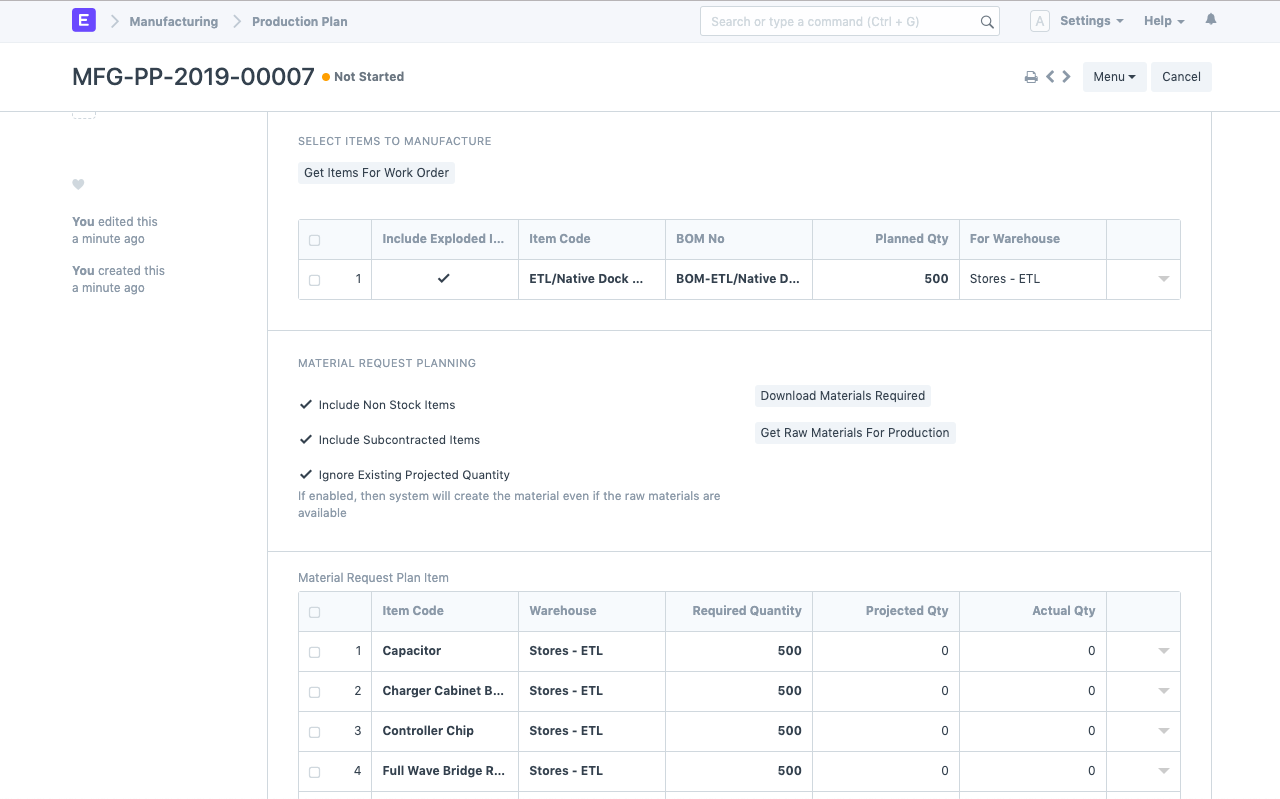 E Manufacturing Production Plan Search or type a command (Ctrl + G) A Settings Help
MFG-PP-2019-00007 Not Started Menu Cancel
SELECT ITEMS TO MANUFACTURE
Get Items For Work Order
You edited this
a minute ago
You created this
a minute ago
Include Exploded I... Item Code BOM No Planned Qty For Warehouse
1 ETL/Native Dock ... BOM-ETL/Native D... 500 Stores - ETL
MATERIAL REQUEST PLANNING
Include Non Stock Items
Include Subcontracted Items
Ignore Existing Projected Quantity
If enabled, then system will create the material even if the raw materials are
available
Download Materials Required
Get Raw Materials For Production
Material Request Plan Item
Item Code Warehouse Required Quantity Projected Qty Actual Qty
1 Capacitor Stores - ETL 500 0 0
2 Charger Cabinet B... Stores - ETL 500 0 0
3 Controller Chip Stores - ETL 500 0 0
4 Full Wave Bridge R... Stores - ETL 500 0 0